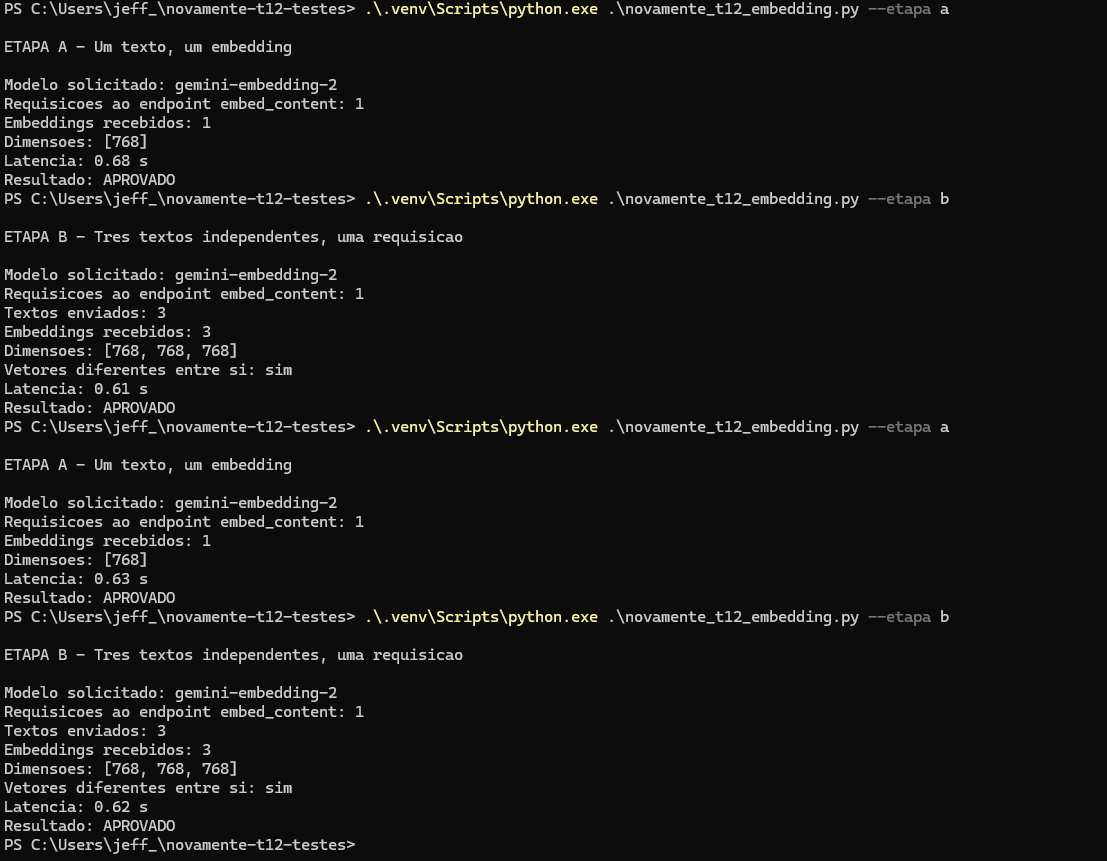 PS C:\Users\jeff_\novamente-t12-testes> .\.venv\Scripts\python.exe .\novamente_t12_embedding.py --etapa a
ETAPA A - Um texto, um embedding
Modelo solicitado: gemini-embedding-2
Requisicoes ao endpoint embed_content: 1
Embeddings recebidos: 1
Dimensoes: [768]
Latencia: 0.68 s
Resultado: APROVADO
PS C:\Users\jeff_\novamente-t12-testes> .\.venv\Scripts\python.exe .\novamente_t12_embedding.py --etapa b
ETAPA B - Tres textos independentes, uma requisicao
Modelo solicitado: gemini-embedding-2
Requisicoes ao endpoint embed_content: 1
Textos enviados: 3
Embeddings recebidos: 3
Dimensoes: [768, 768, 768]
Vetores diferentes entre si: sim
Latencia: 0.61 s
Resultado: APROVADO
PS C:\Users\jeff_\novamente-t12-testes> .\.venv\Scripts\python.exe .\novamente_t12_embedding.py --etapa a
ETAPA A - Um texto, um embedding
Modelo solicitado: gemini-embedding-2
Requisicoes ao endpoint embed_content: 1
Embeddings recebidos: 1
Dimensoes: [768]
Latencia: 0.63 s
Resultado: APROVADO
PS C:\Users\jeff_\novamente-t12-testes> .\.venv\Scripts\python.exe .\novamente_t12_embedding.py --etapa b
ETAPA B - Tres textos independentes, uma requisicao
Modelo solicitado: gemini-embedding-2
Requisicoes ao endpoint embed_content: 1
Textos enviados: 3
Embeddings recebidos: 3
Dimensoes: [768, 768, 768]
Vetores diferentes entre si: sim
Latencia: 0.62 s
Resultado: APROVADO
PS C:\Users\jeff_\novamente-t12-testes>